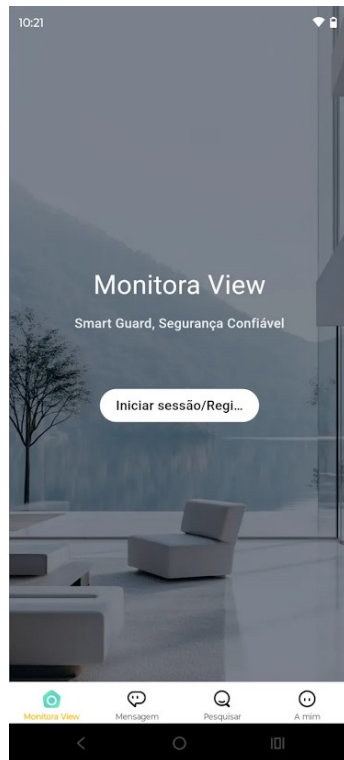 10:21
Monitora View
Smart Guard, Segurança Confiável
Iniciar sessão/Regi...
Monitora View
Mensagem
Pesquisar
A mim